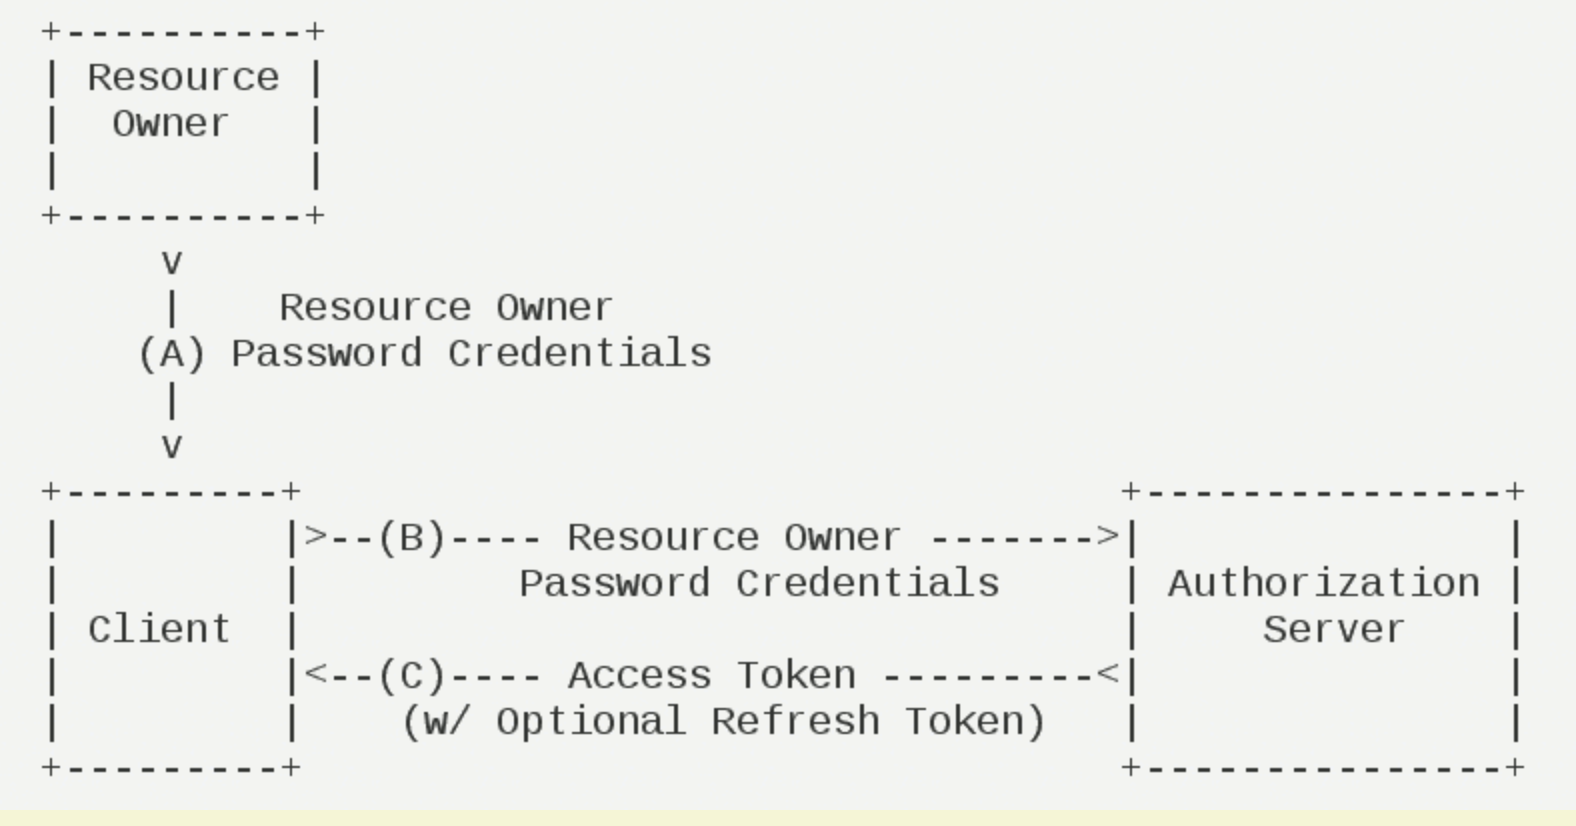 +----------+
| Resource |
|  Owner   |
|          |
+----------+
     v
     |    Resource Owner
    (A) Password Credentials
     |
     v
+---------+                                  +---------------+
|         |>--(B)---- Resource Owner ------->|               |
|         |         Password Credentials     | Authorization |
| Client  |                                  |     Server    |
|         |<--(C)---- Access Token ---------<|               |
|         |    (w/ Optional Refresh Token)   |               |
+---------+                                  +---------------+